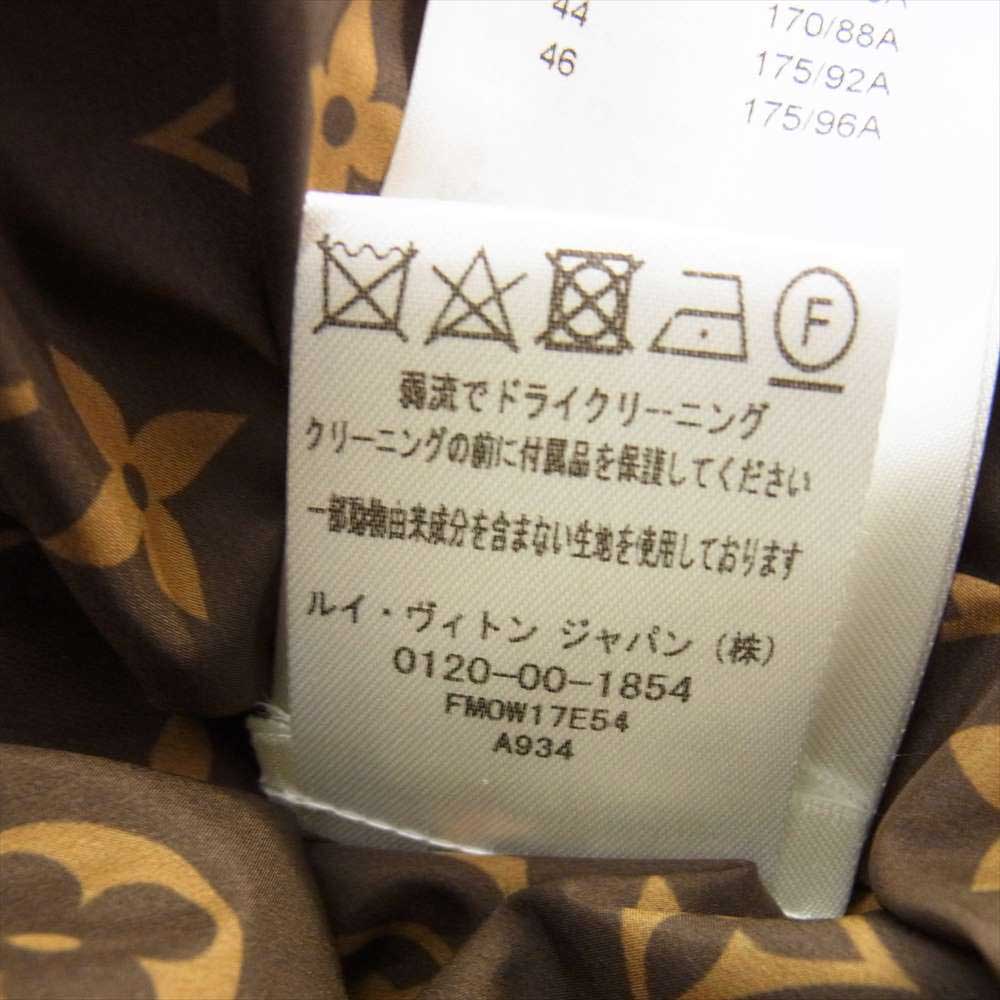 44 170/88A
46 175/92A
175/96A
F
弱流でドライクリーニング
クリーニングの前に付属品を保護してください
一部動物由来成分を含まない生地を使用しております
ルイ・ヴィトン ジャパン（株）
0120-00-1854
FMOW17E54
A934